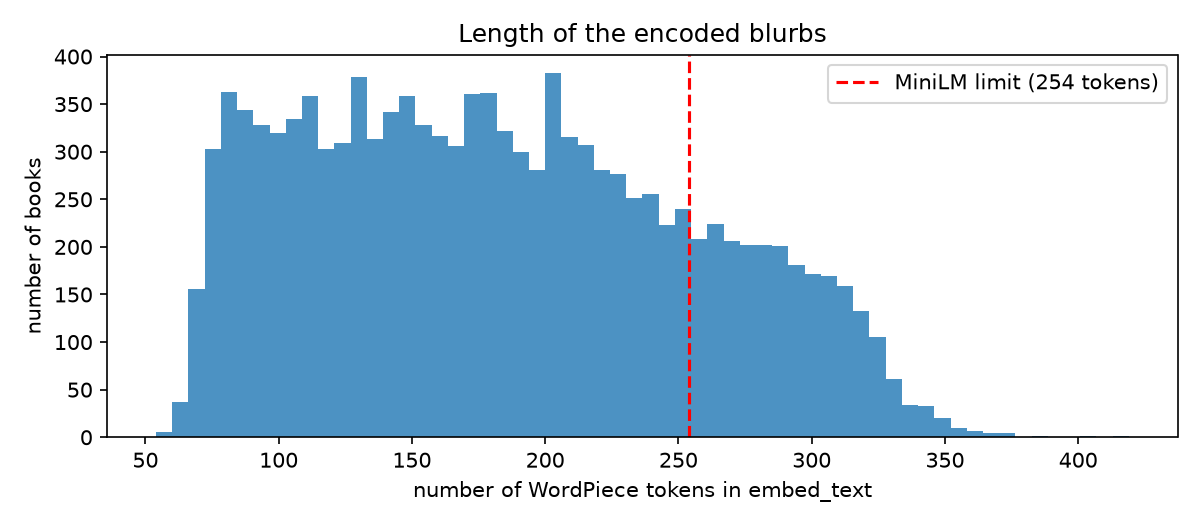 Length of the encoded blurbs
MiniLM limit (254 tokens)
400
350
300
250
200
150
100
50
0
number of books
50 100 150 200 250 300 350 400
number of WordPiece tokens in embed_text